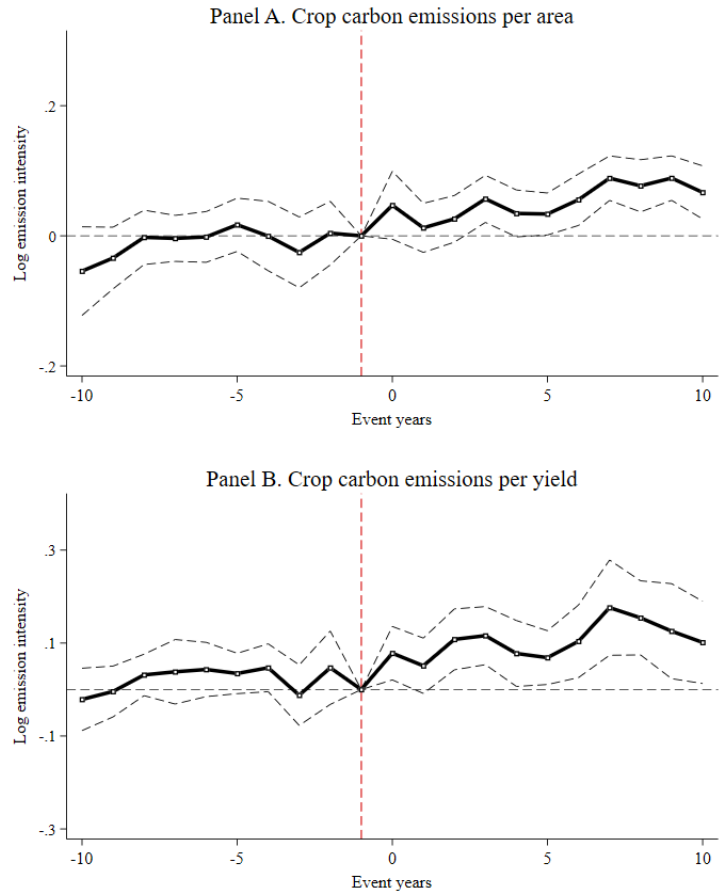 Panel A. Crop carbon emissions per area
Log emission intensity
.2
0
-.2
-10
-5
0
5
10
Event years
Panel B. Crop carbon emissions per yield
Log emission intensity
.3
.1
-.1
-.3
-10
-5
0
5
10
Event years